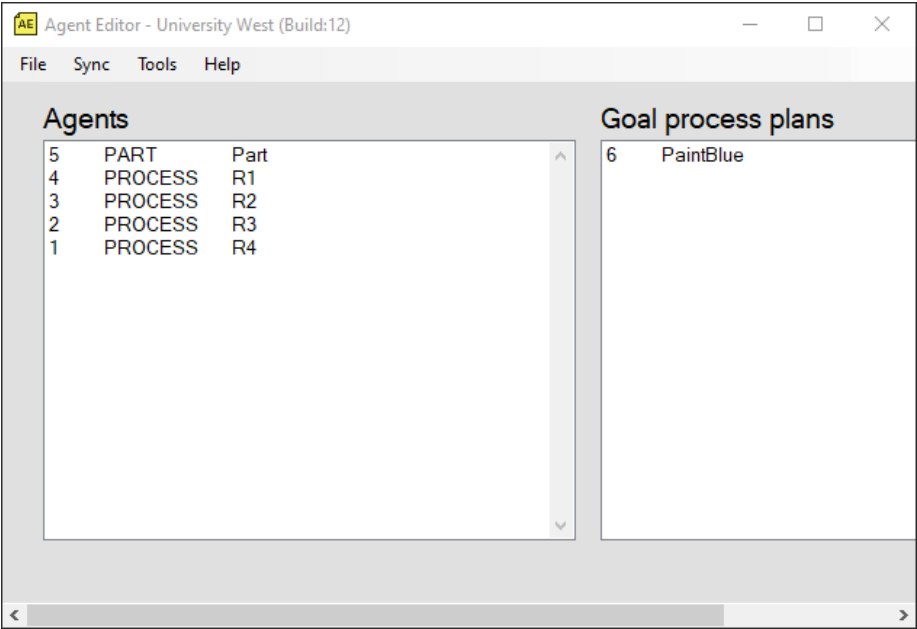 AE Agent Editor - University West (Build:12)
File Sync Tools Help
Agents
5 PART Part
4 PROCESS R1
3 PROCESS R2
2 PROCESS R3
1 PROCESS R4
Goal process plans
6 PaintBlue